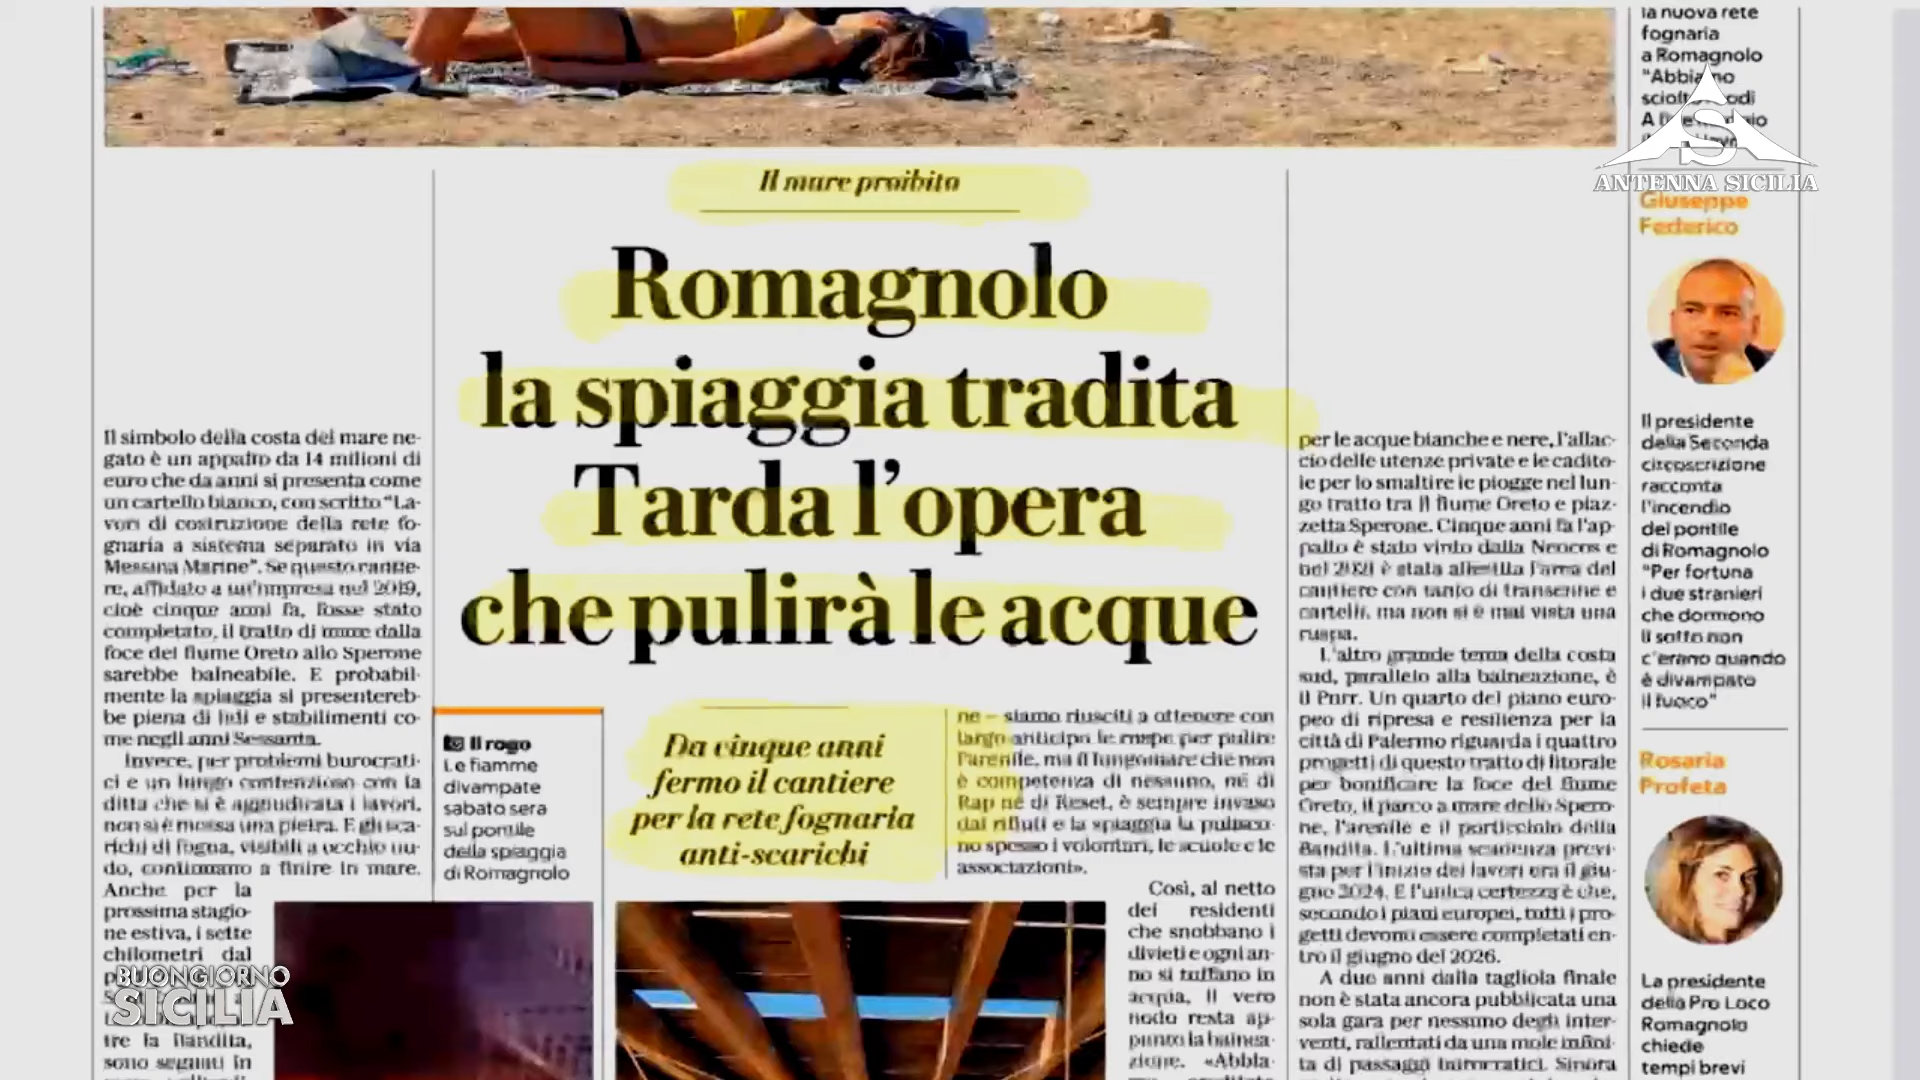 Il mare proibito
Romagnolo
la spiaggia tradita
Tarda l'opera
che pulirà le acque
Il simbolo della costa del mare ne-
gato è un appalto da 14 milioni di
euro che da anni si presenta come
un cartello bianco, con scritto “La-
vori di costruzione della rete fo-
gnaria a sistema separato in via
Messina Marine”. Se questo cantie-
re, affidato a un'impresa nel 2019,
cioè cinque anni fa, fosse stato
completato, il tratto di mare dalla
foce del fiume Oreto allo Sperone
sarebbe balneabile. E probabil-
mente la spiaggia si presentereb-
be piena di lidi e stabilimenti co-
me negli anni Sessanta.
Invece, per problemi burocrati-
ci e un lungo contenzioso con la
ditta che si è aggiudicata i lavori,
non si è mossa una pietra. E gli sca-
richi di fogna, visibili a occhio nu-
do, continuano a finire in mare.
Anche per la
prossima stagio-
ne estiva, i sette
chilometri dal
tre la Bandita,
sono seguiti in
Il rogo
Le fiamme
divampate
sabato sera
sul pontile
della spiaggia
di Romagnolo
Da cinque anni
fermo il cantiere
per la rete fognaria
anti-scarichi
ne – siamo riusciti a ottenere con
largo anticipo le ruspe per pulire
l'arenile, ma il lungomare che non
è competenza di nessuno, né di
Rap né di Reset, è sempre invaso
dai rifiuti e la spiaggia la pulisco-
no spesso i volontari, le scuole e le
associazioni».
Così, al netto
dei residenti
che snobbano i
divieti e ogni an-
no si tuffano in
acqua, il vero
nodo resta ap-
punto la balnea-
zione. «Abbia-
per le acque bianche e nere, l'allac-
cio delle utenze private e le cadito-
ie per lo smaltire le piogge nel lun-
go tratto tra il fiume Oreto e piaz-
zetta Sperone. Cinque anni fa l'ap-
palto è stato vinto dalla Neocos e
nel 2021 è stata allestita l'area del
cantiere con tanto di transenne e
cartelli, ma non si è mai vista una
ruspa.
L'altro grande tema della costa
sud, parallelo alla balneazione, è
il Pnrr. Un quarto del piano euro-
peo di ripresa e resilienza per la
città di Palermo riguarda i quattro
progetti di questo tratto di litorale
per bonificare la foce del fiume
Oreto, il parco a mare dello Spero-
ne, l'arenile e il porticciolo della
Bandita. L'ultima scadenza previ-
sta per l'inizio dei lavori era il giu-
gno 2024. E l'unica certezza è che,
secondo i piani europei, tutti i pro-
getti devono essere completati en-
tro il giugno del 2026.
A due anni dalla tagliola finale
non è stata ancora pubblicata una
sola gara per nessuno degli inter-
venti, rallentati da una mole infini-
ta di passaggi burocratici. Sinora
la nuova rete
fognaria
a Romagnolo
“Abbiamo
sciolto i nodi
ANTENNA SICILIA
Giuseppe
Federico
Il presidente
della Seconda
circoscrizione
racconta
l'incendio
del pontile
di Romagnolo
“Per fortuna
i due stranieri
che dormono
lì sotto non
c'erano quando
è divampato
il fuoco”
Rosaria
Profeta
La presidente
della Pro Loco
Romagnolo
chiede
tempi brevi
BUONGIORNO
SICILIA